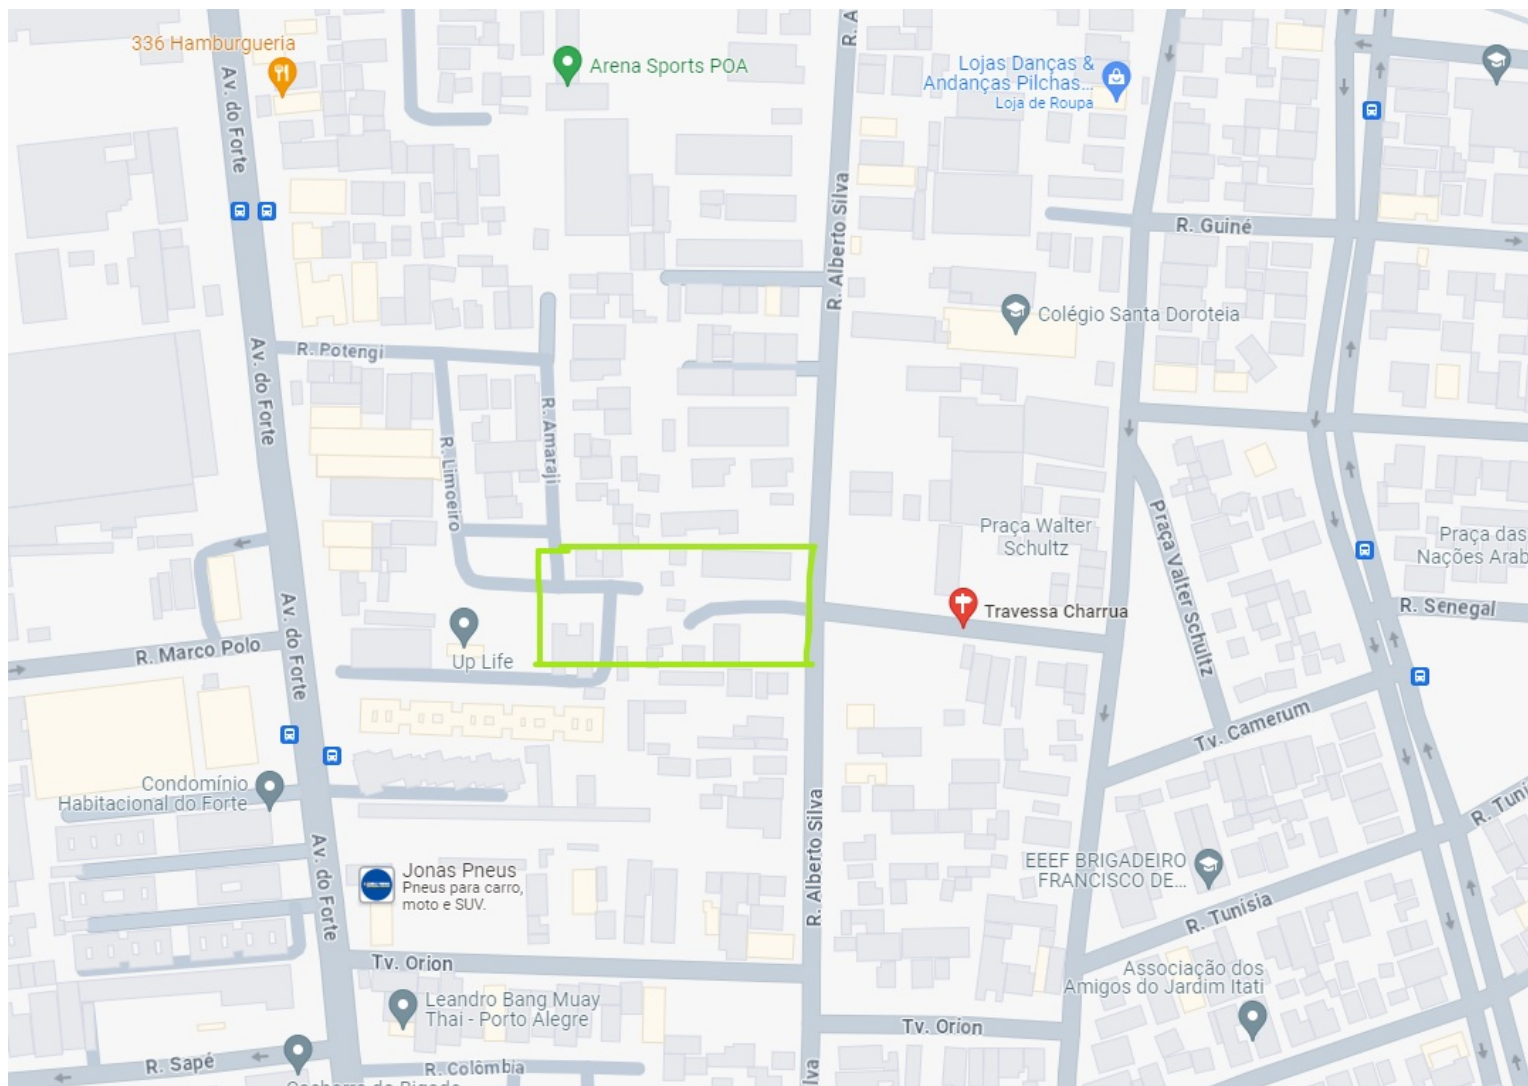 336 Hamburgueria
Av. do Forte
Arena Sports POA
R. A
Lojas Danças &
Andanças Pilchas...
Loja de Roupa
R. Alberto Silva
R. Guiné
Colégio Santa Doroteia
R. Potengi
Av. do Forte
R. Amaraji
R. Limoeiro
Praça Walter
Schultz
Praça Valter Schultz
Praça das
Nações Arab
Travessa Charrua
R. Senegal
Av. do Forte
R. Marco Polo
Up Life
Tv. Camerum
Condomínio
Habitacional do Forte
R. Alberto Silva
R. Tuni
Av. do Forte
Jonas Pneus
Pneus para carro,
moto e SUV.
EEEF BRIGADEIRO
FRANCISCO DE...
R. Tunísia
Tv. Orion
Associação dos
Amigos do Jardim Itati
Leandro Bang Muay
Thai - Porto Alegre
Tv. Orion
R. Sapé
R. Colômbia
lva